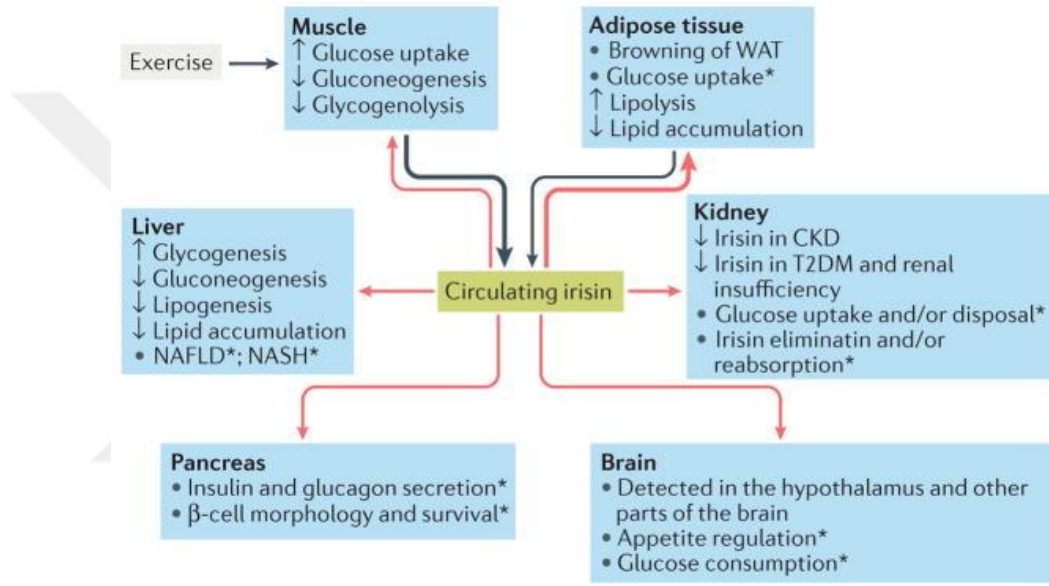 Exercise
Muscle
↑ Glucose uptake
↓ Gluconeogenesis
↓ Glycogenolysis
Adipose tissue
• Browning of WAT
• Glucose uptake*
↑ Lipolysis
↓ Lipid accumulation
Liver
↑ Glycogenesis
↓ Gluconeogenesis
↓ Lipogenesis
↓ Lipid accumulation
• NAFLD*; NASH*
Circulating irisin
Kidney
↓ Irisin in CKD
↓ Irisin in T2DM and renal
insufficiency
• Glucose uptake and/or disposal*
• Irisin eliminatin and/or
reabsorption*
Pancreas
• Insulin and glucagon secretion*
• β-cell morphology and survival*
Brain
• Detected in the hypothalamus and other
parts of the brain
• Appetite regulation*
• Glucose consumption*